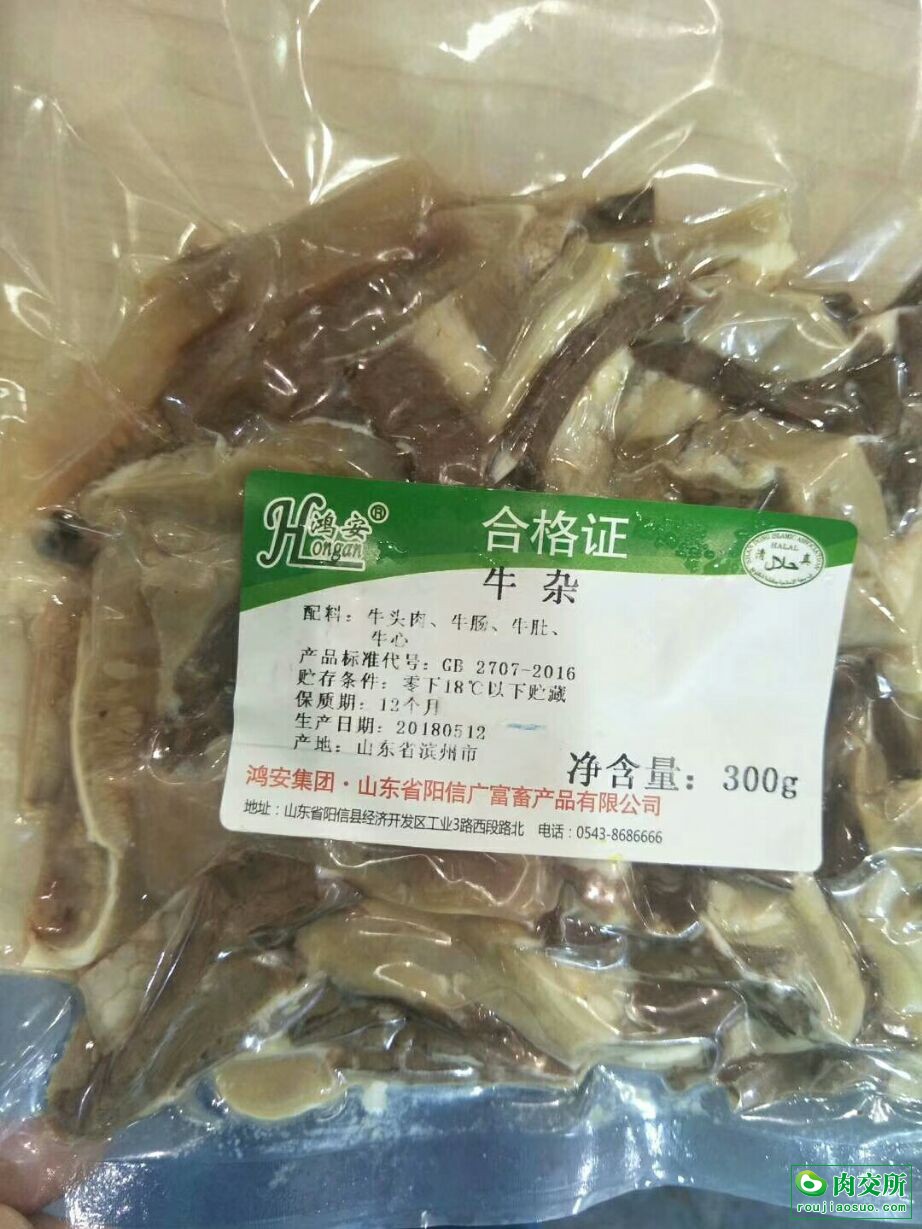 Hongan 鸿安®
合格证
HALAL
清 真
حلال
牛 杂
配料：牛头肉、牛肠、牛肚、
牛心
产品标准代号：GB 2707-2016
贮存条件：零下18℃以下贮藏
保质期：12个月
生产日期：20180512
产地：山东省滨州市
净含量：300g
鸿安集团·山东省阳信广富畜产品有限公司
地址：山东省阳信县经济开发区工业3路西段路北 电话：0543-8686666
肉交所
roujiaosuo.com